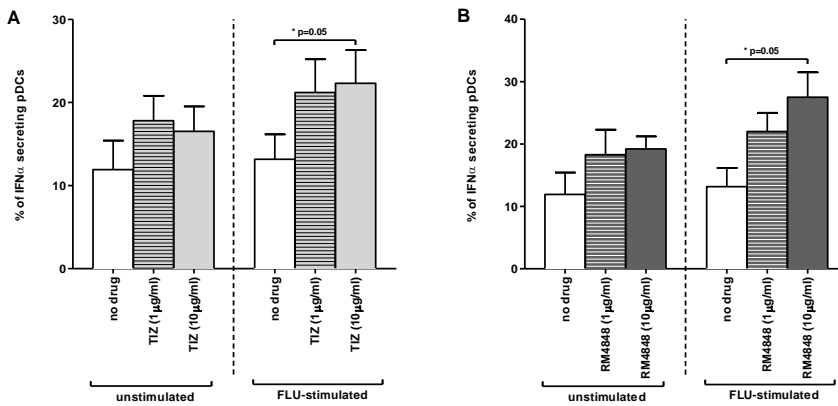 A
% of IFNα secreting pDCs
30
20
10
0
* p=0.05
no drug
TIZ (1µg/ml)
TIZ (10µg/ml)
no drug
TIZ (1µg/ml)
TIZ (10µg/ml)
unstimulated
FLU-stimulated
B
% of IFNα secreting pDCs
40
30
20
10
0
* p=0.05
no drug
RM4848 (1µg/ml)
RM4848 (10µg/ml)
no drug
RM4848 (1µg/ml)
RM4848 (10µg/ml)
unstimulated
FLU-stimulated